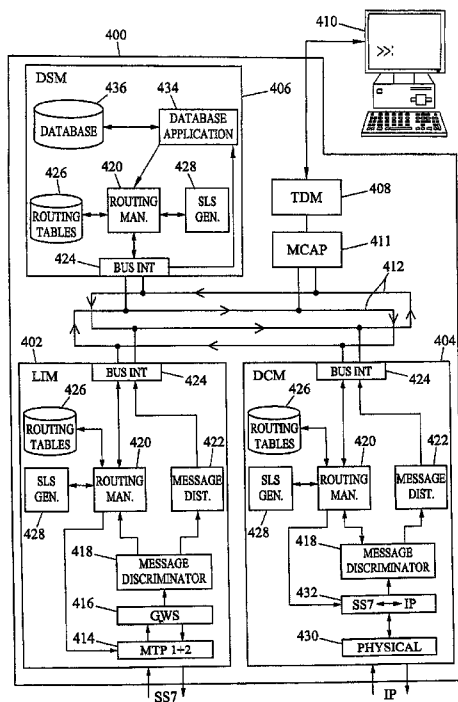 400
410
>>:
DSM
436
434
406
DATABASE
DATABASE
APPLICATION
426
420
428
ROUTING
TABLES
ROUTING
MAN.
SLS
GEN.
424
BUS INT
TDM
408
MCAP
411
412
402
LIM
BUS INT
424
426
ROUTING
TABLES
420
422
SLS
GEN.
ROUTING
MAN.
MESSAGE
DIST.
428
418
MESSAGE
DISCRIMINATOR
416
GWS
414
MTP 1+2
SS7
404
DCM
BUS INT
424
426
ROUTING
TABLES
420
422
SLS
GEN.
ROUTING
MAN.
MESSAGE
DIST.
428
418
MESSAGE
DISCRIMINATOR
432
SS7 IP
430
PHYSICAL
IP